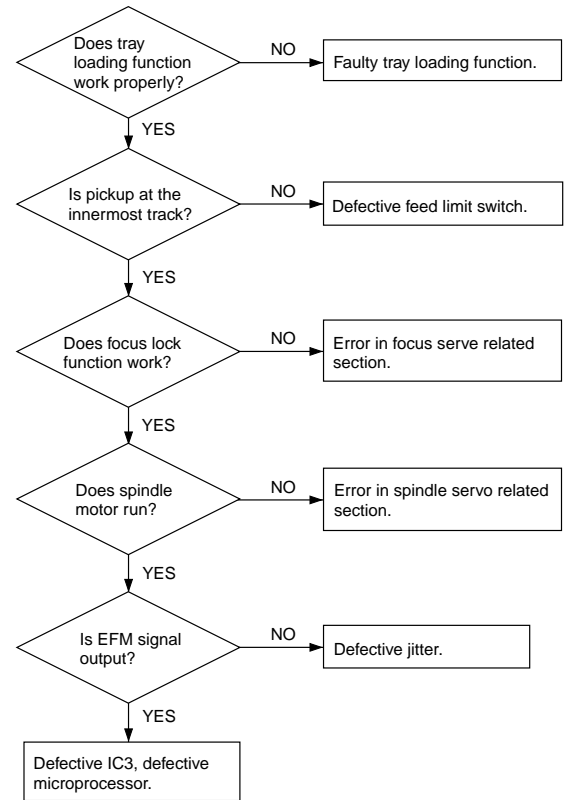 Does tray
loading function
work properly?
NO
Faulty tray loading function.
YES
Is pickup at the
innermost track?
NO
Defective feed limit switch.
YES
Does focus lock
function work?
NO
Error in focus serve related
section.
YES
Does spindle
motor run?
NO
Error in spindle servo related
section.
YES
Is EFM signal
output?
NO
Defective jitter.
YES
Defective IC3, defective
microprocessor.